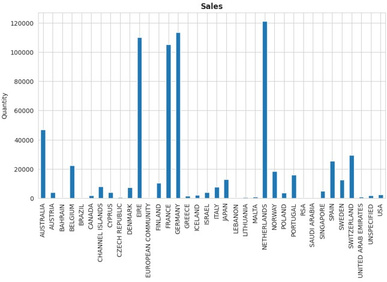 Sales
Quantity
120000
100000
80000
60000
40000
20000
0
AUSTRALIA
AUSTRIA
BAHRAIN
BELGIUM
BRAZIL
CANADA
CHANNEL ISLANDS
CYPRUS
CZECH REPUBLIC
DENMARK
EIRE
EUROPEAN COMMUNITY
FINLAND
FRANCE
GERMANY
GREECE
ICELAND
ISRAEL
ITALY
JAPAN
LEBANON
LITHUANIA
MALTA
NETHERLANDS
NORWAY
POLAND
PORTUGAL
RSA
SAUDI ARABIA
SINGAPORE
SPAIN
SWEDEN
SWITZERLAND
UNITED ARAB EMIRATES
UNSPECIFIED
USA